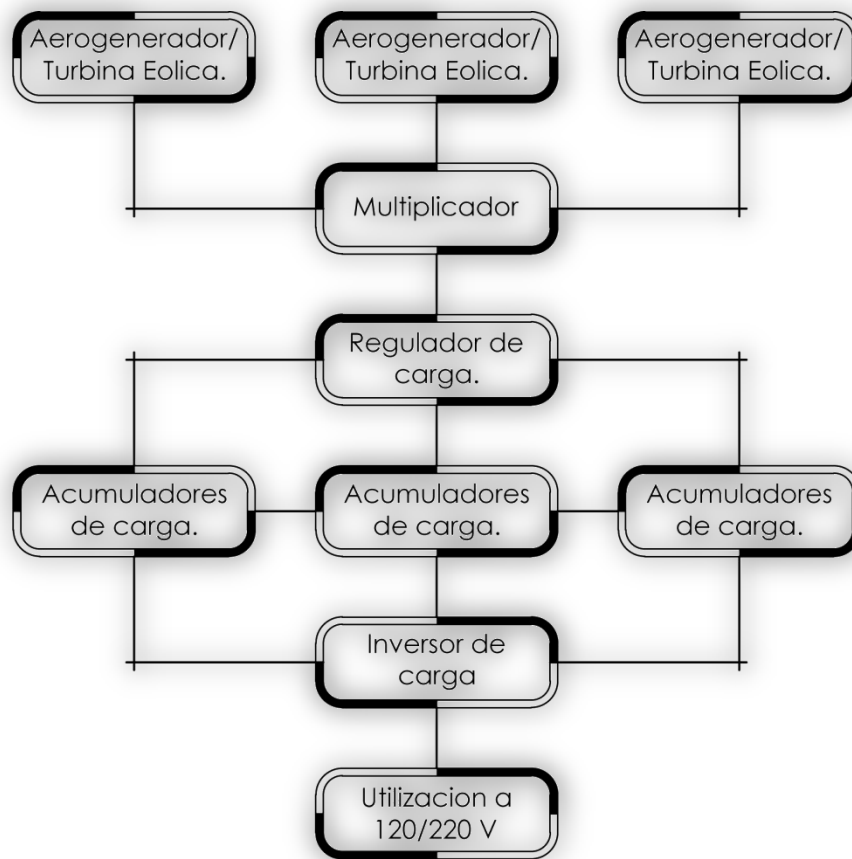 Aerogenerador/
Turbina Eolica.
Aerogenerador/
Turbina Eolica.
Aerogenerador/
Turbina Eolica.
Multiplicador
Regulador de
carga.
Acumuladores
de carga.
Acumuladores
de carga.
Acumuladores
de carga.
Inversor de
carga
Utilizacion a
120/220 V